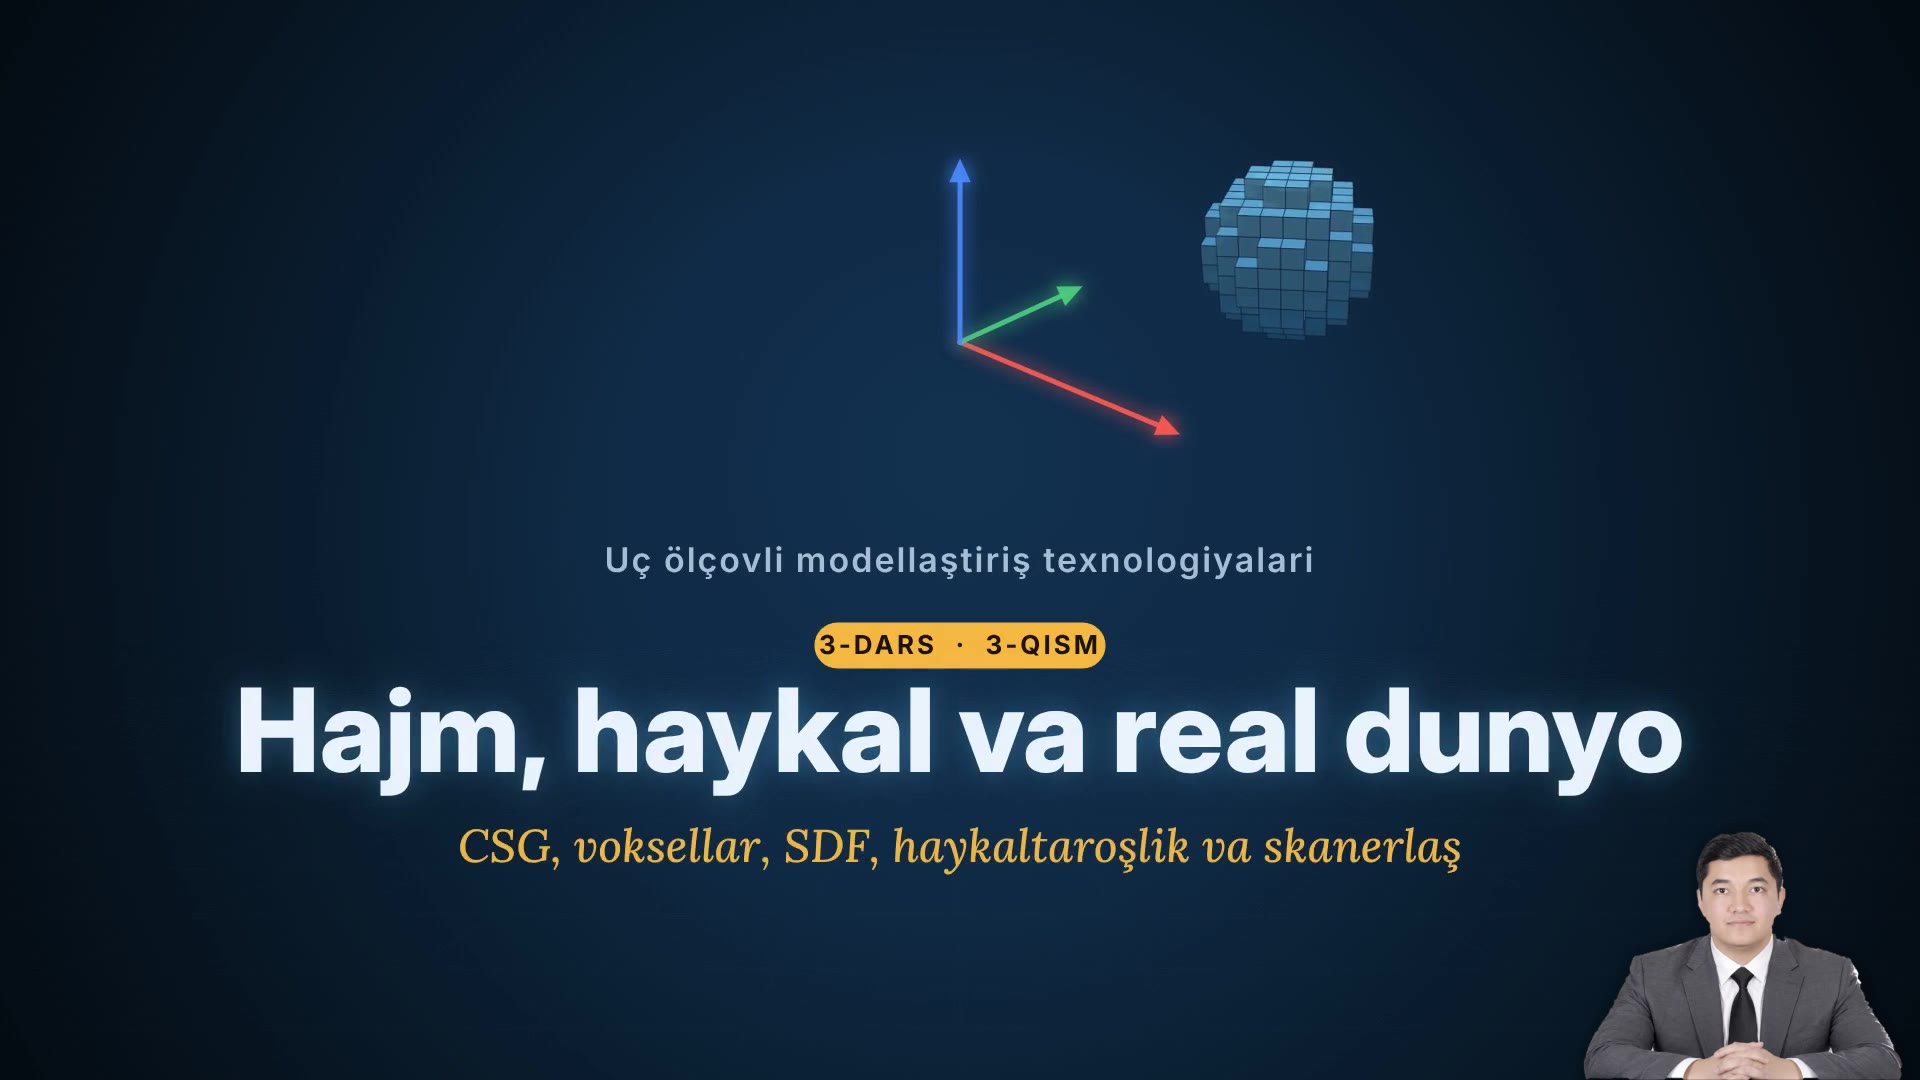 Uç ölçovli modellaştiriş texnologiyalari
3-DARS · 3-QISM
Hajm, haykal va real dunyo
CSG, voksellar, SDF, haykaltaroşlik va skanerlaş